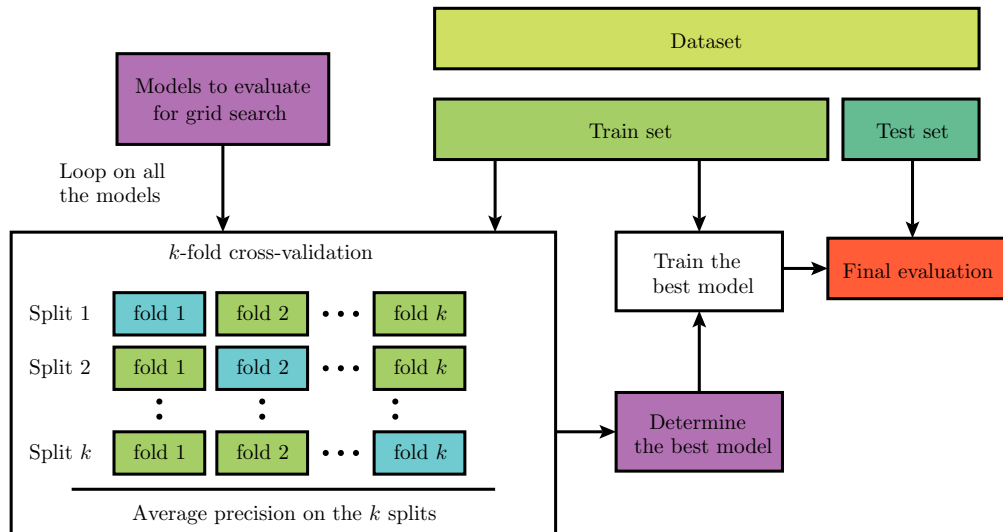 Dataset
Models to evaluate
for grid search
Train set
Test set
Loop on all
the models
k-fold cross-validation
Train the
best model
Final evaluation
Split 1 fold 1 fold 2 ••• fold k
Split 2 fold 1 fold 2 ••• fold k
Split k fold 1 fold 2 ••• fold k
Determine
the best model
Average precision on the k splits